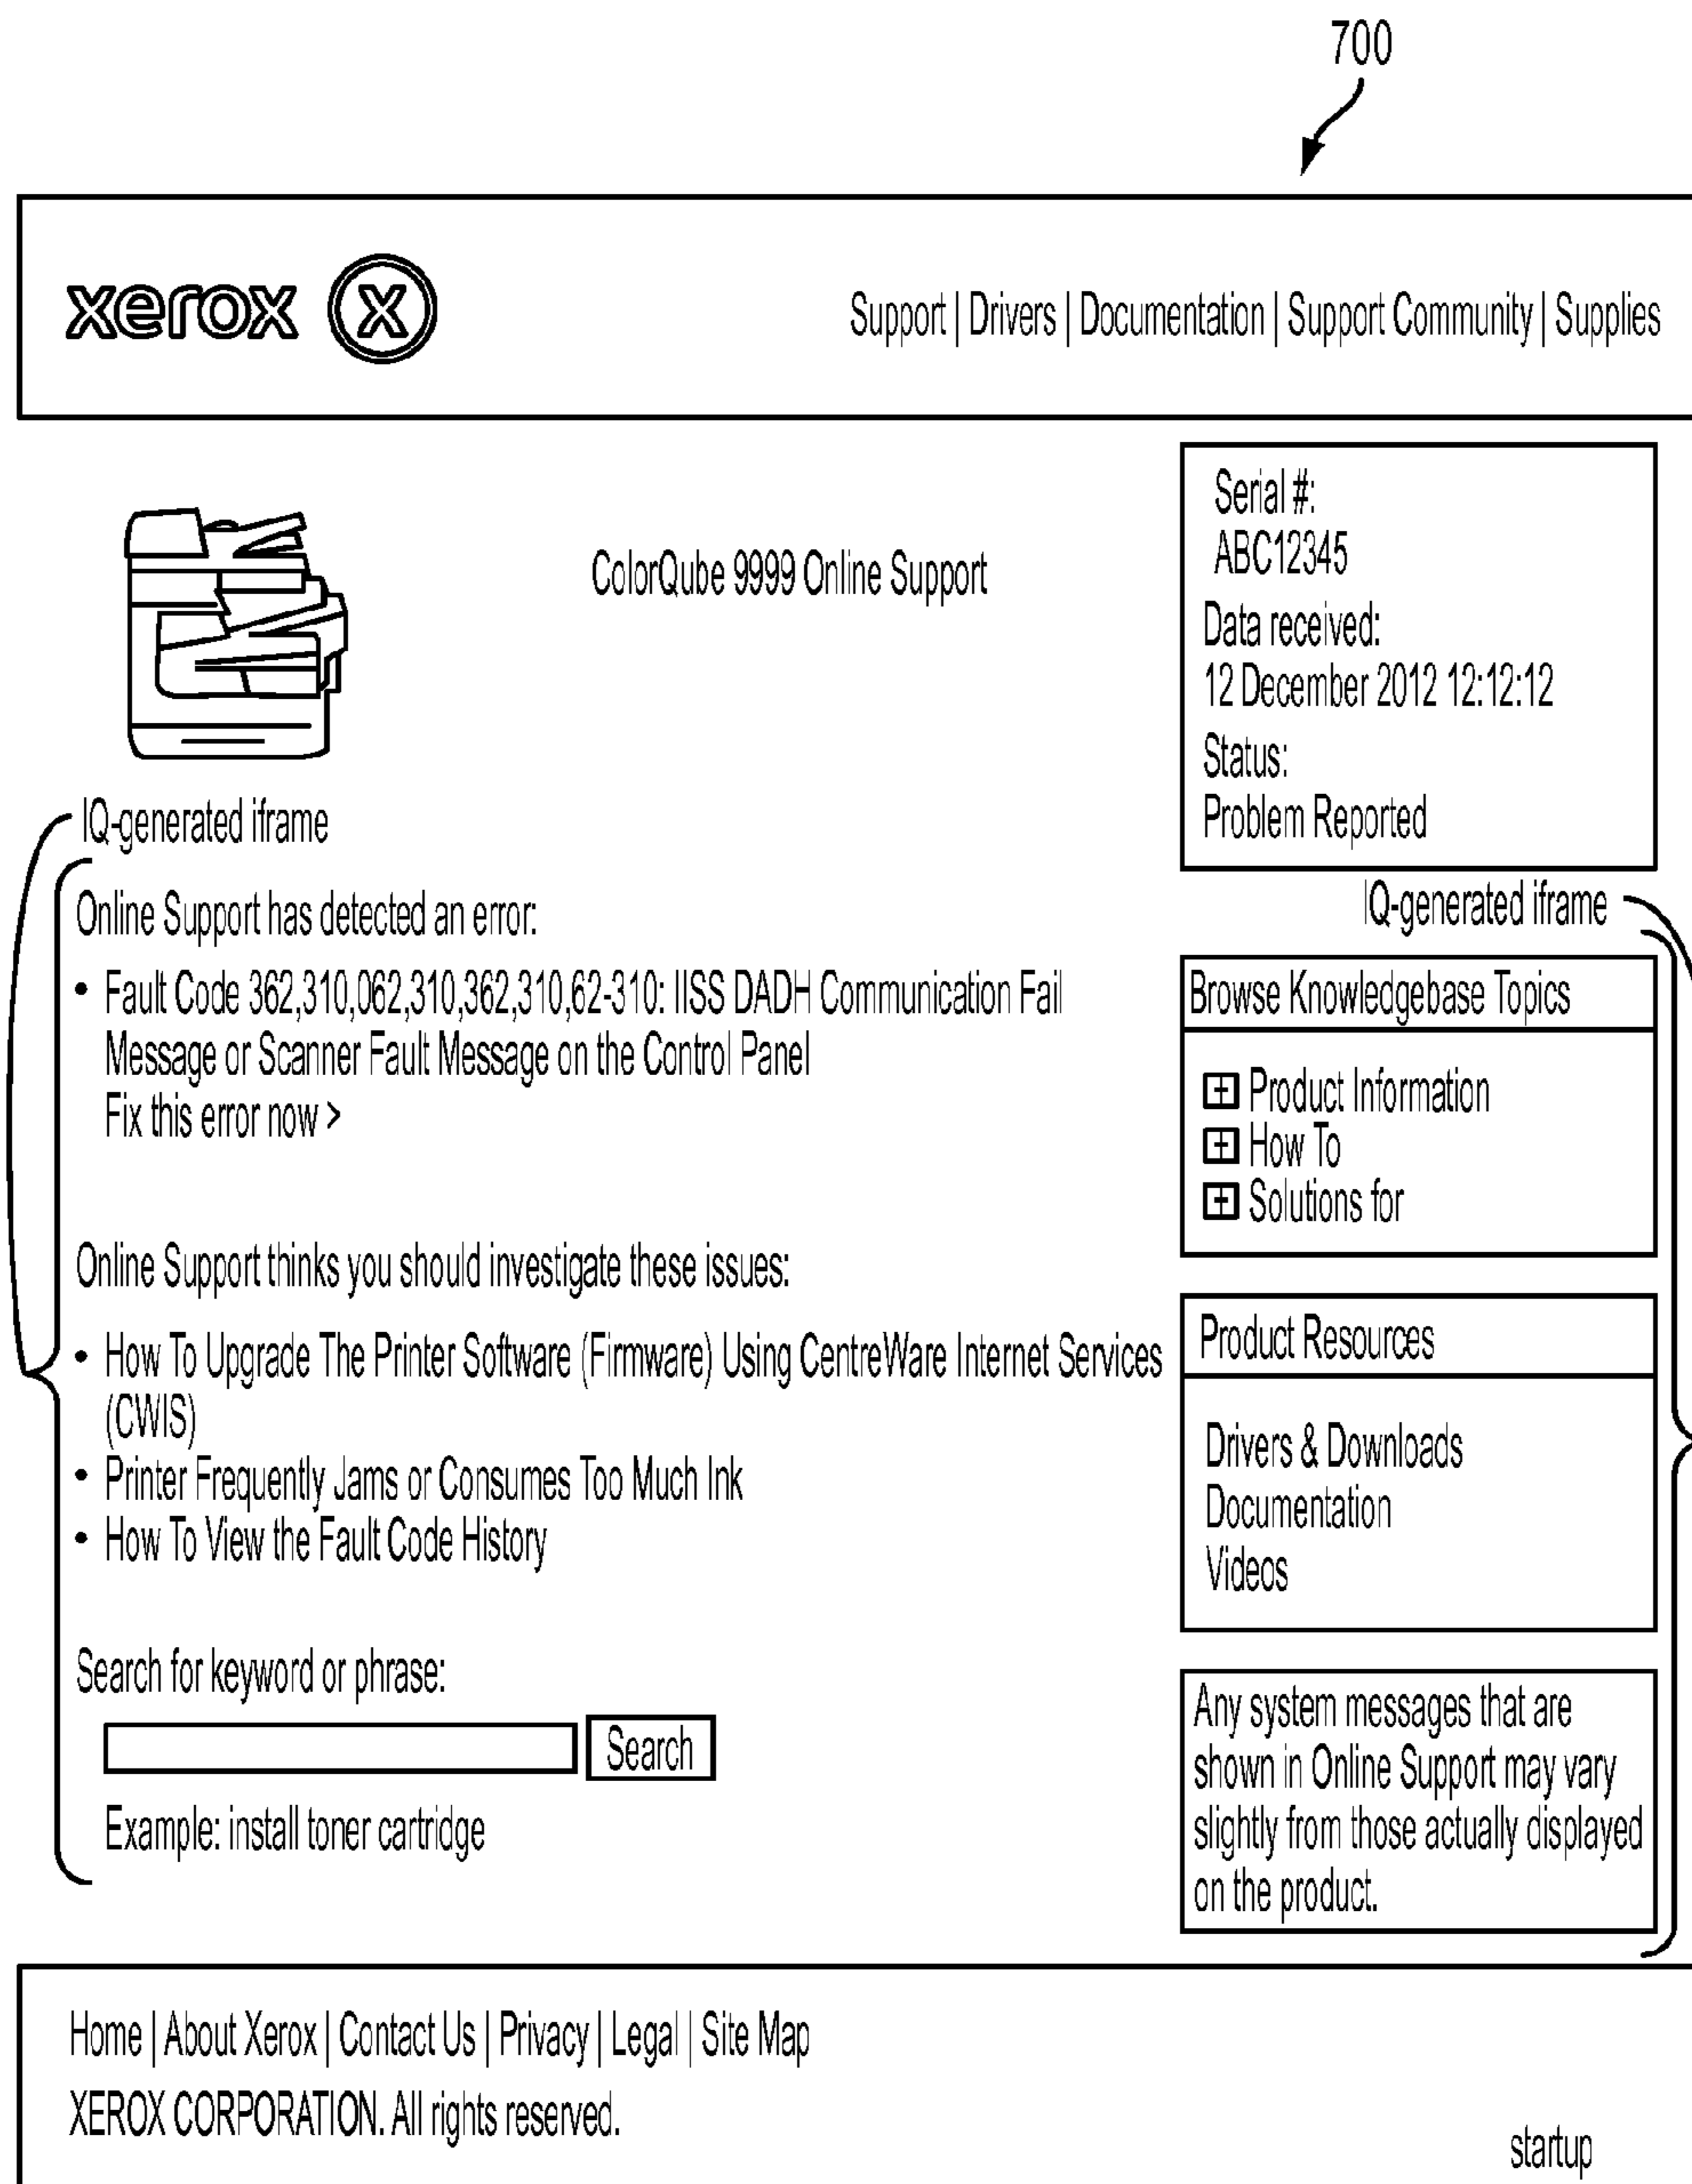 700
xerox X
Support | Drivers | Documentation | Support Community | Supplies
ColorQube 9999 Online Support
Serial #:
ABC12345
Data received:
12 December 2012 12:12:12
Status:
Problem Reported
IQ-generated iframe
Online Support has detected an error:
• Fault Code 362,310,062,310,362,310,62-310: IISS DADH Communication Fail
Message or Scanner Fault Message on the Control Panel
Fix this error now >
Online Support thinks you should investigate these issues:
• How To Upgrade The Printer Software (Firmware) Using CentreWare Internet Services
(CWIS)
• Printer Frequently Jams or Consumes Too Much Ink
• How To View the Fault Code History
Search for keyword or phrase:
Search
Example: install toner cartridge
IQ-generated iframe
Browse Knowledgebase Topics
+ Product Information
+ How To
+ Solutions for
Product Resources
Drivers & Downloads
Documentation
Videos
Any system messages that are
shown in Online Support may vary
slightly from those actually displayed
on the product.
Home | About Xerox | Contact Us | Privacy | Legal | Site Map
XEROX CORPORATION. All rights reserved.
startup